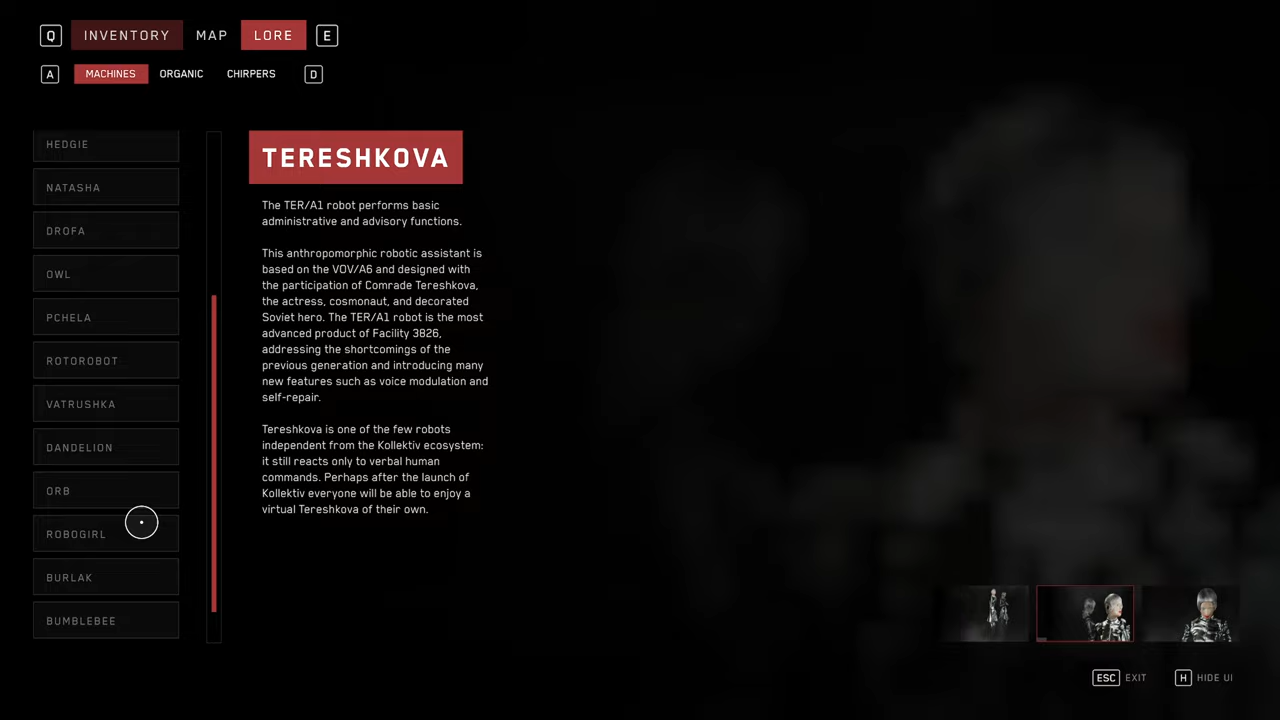 Q INVENTORY MAP LORE E
A MACHINES ORGANIC CHIRPERS D
HEDGIE
NATASHA
DROFA
OWL
PCHELA
ROTOROBOT
VATRUSHKA
DANDELION
ORB
ROBOGIRL
BURLAK
BUMBLEBEE
TERESHKOVA
The TER/A1 robot performs basic
administrative and advisory functions.
This anthropomorphic robotic assistant is
based on the VOV/A6 and designed with
the participation of Comrade Tereshkova,
the actress, cosmonaut, and decorated
Soviet hero. The TER/A1 robot is the most
advanced product of Facility 3826,
addressing the shortcomings of the
previous generation and introducing many
new features such as voice modulation and
self-repair.
Tereshkova is one of the few robots
independent from the Kollektiv ecosystem:
it still reacts only to verbal human
commands. Perhaps after the launch of
Kollektiv everyone will be able to enjoy a
virtual Tereshkova of their own.
ESC EXIT H HIDE UI